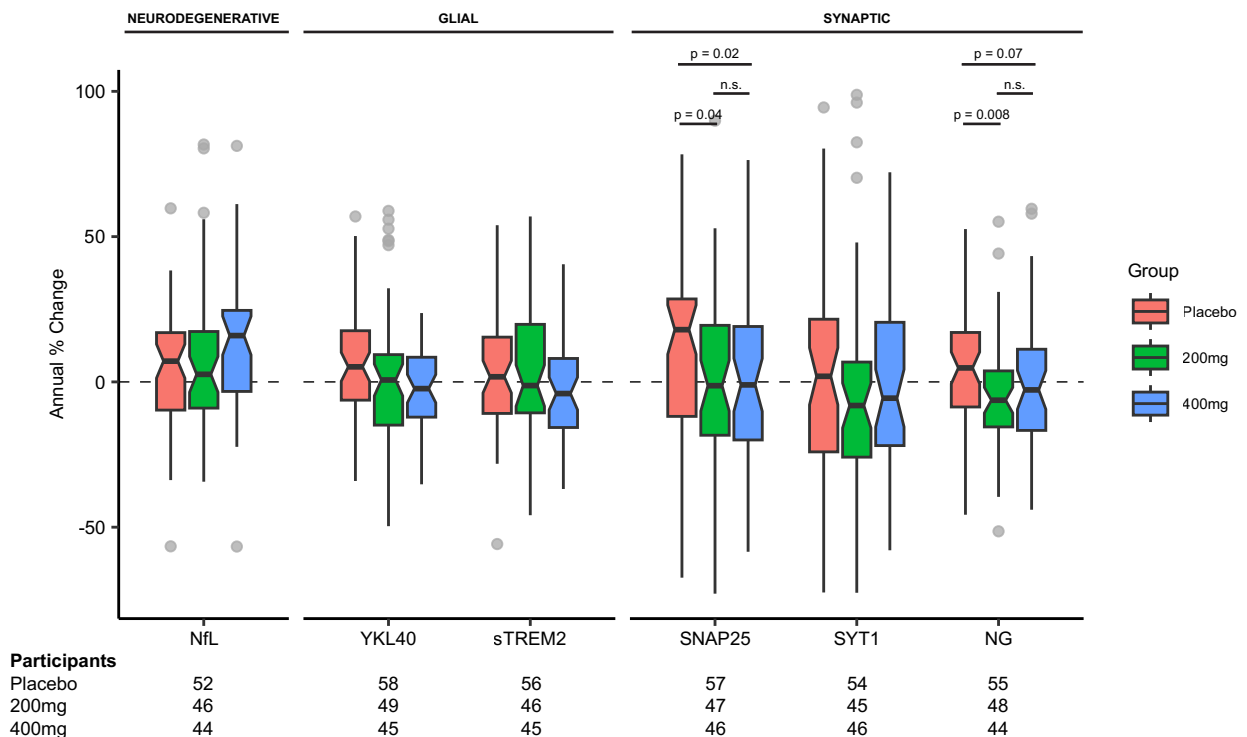 NEURODEGENERATIVE GLIAL SYNAPTIC
p = 0.02 p = 0.07
n.s. n.s.
p = 0.04 p = 0.008
100
50
0
-50
Annual % Change
Group
Placebo
200mg
400mg
NfL YKL40 sTREM2 SNAP25 SYT1 NG
Participants
Placebo 52 58 56 57 54 55
200mg 46 49 46 47 45 48
400mg 44 45 45 46 46 44